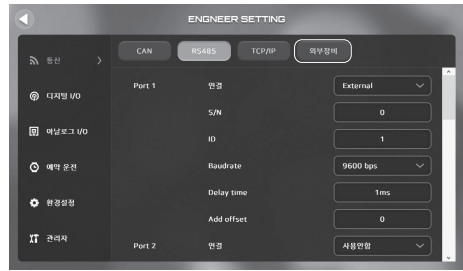 ENGNEER SETTING
CAN RS485 TCP/IP 외부장비
통신
디지털 I/O
아날로그 I/O
예약 운전
환경설정
관리자
Port 1 연결 External
S/N 0
ID 1
Baudrate 9600 bps
Delay time 1ms
Add offset 0
Port 2 연결 사용안함